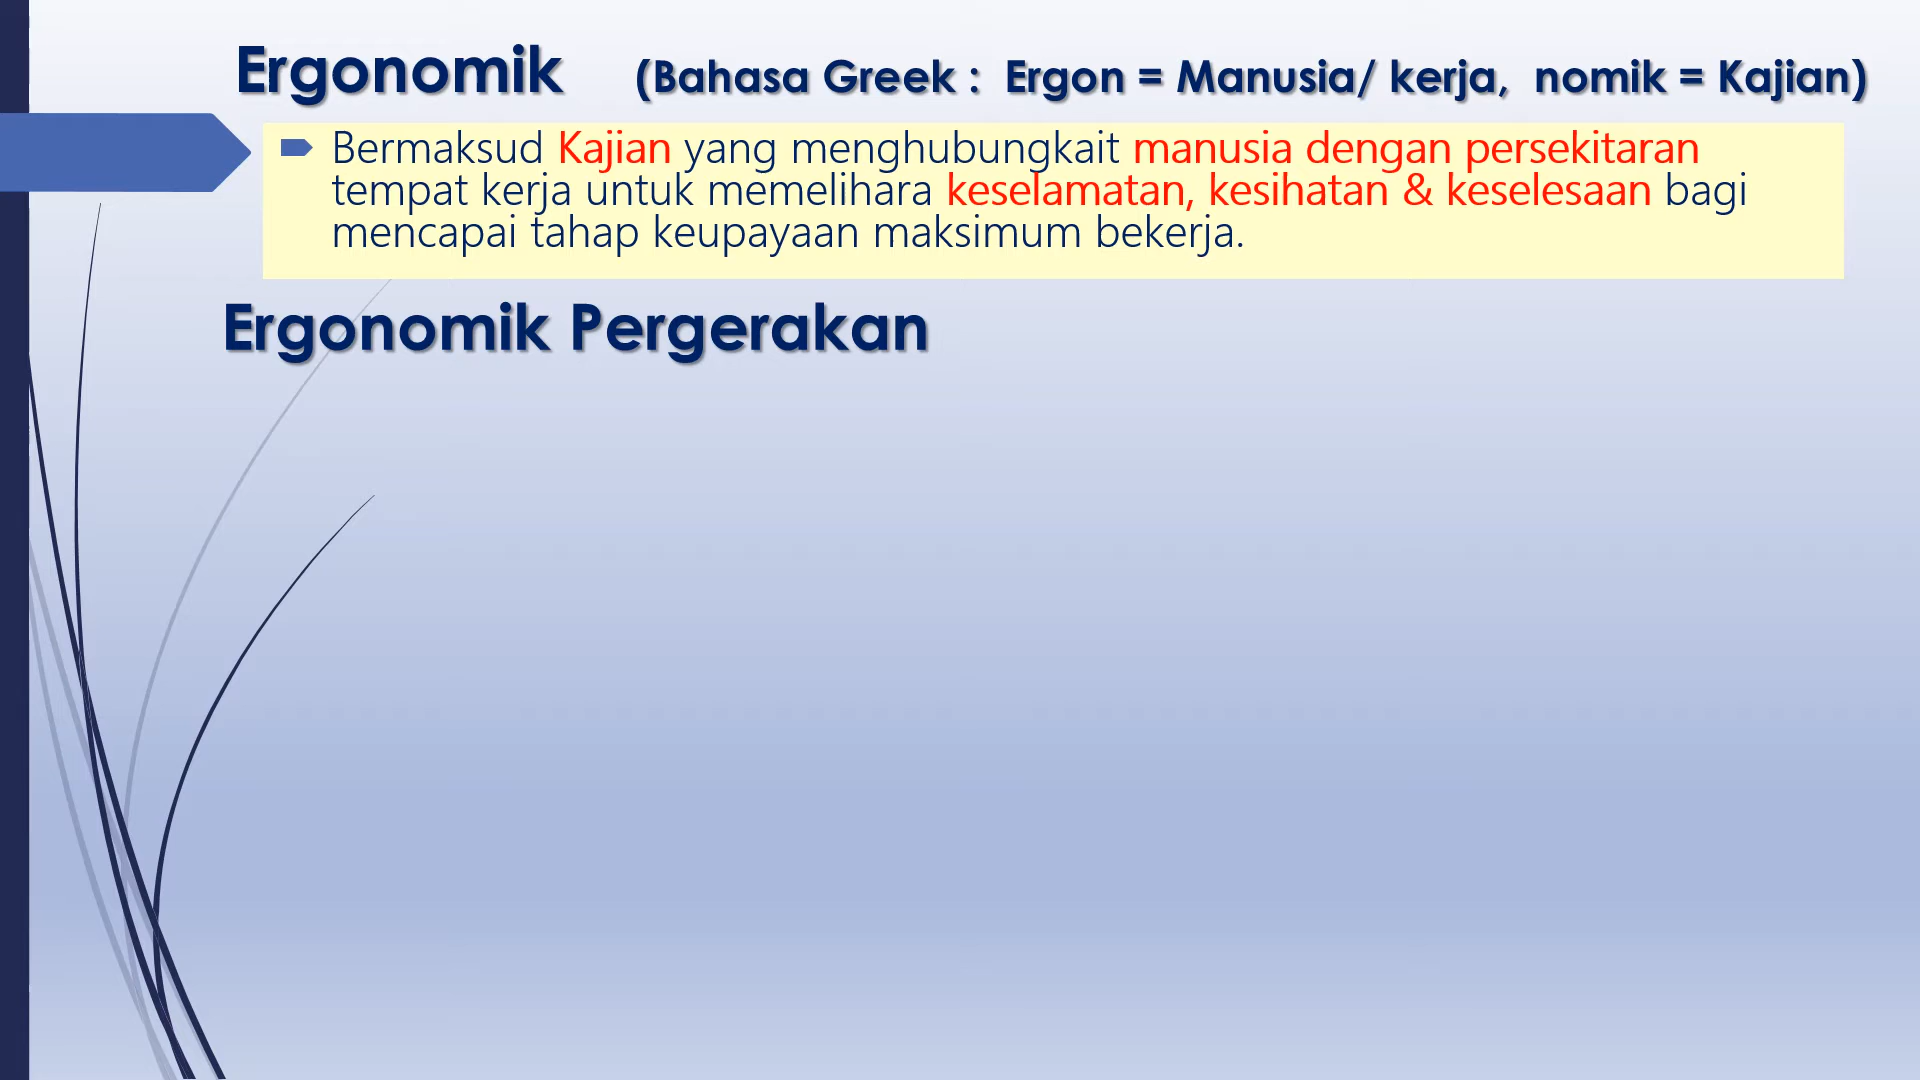 Ergonomik (Bahasa Greek : Ergon = Manusia/ kerja, nomik = Kajian)
Bermaksud Kajian yang menghubungkait manusia dengan persekitaran
tempat kerja untuk memelihara keselamatan, kesihatan & keselesaan bagi
mencapai tahap keupayaan maksimum bekerja.
Ergonomik Pergerakan